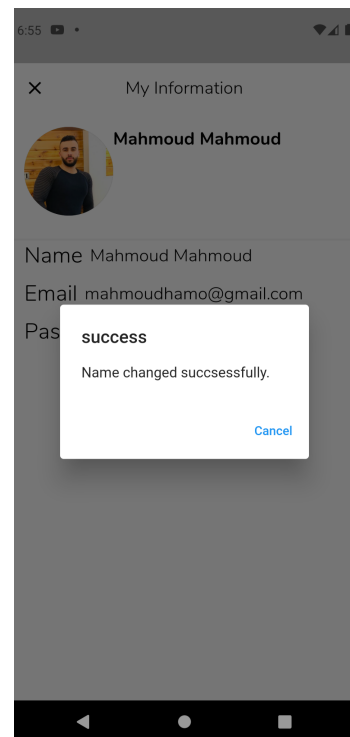 6:55
My Information
Mahmoud Mahmoud
Name Mahmoud Mahmoud
Email mahmoudhamo@gmail.com
Pas
success
Name changed succsessfully.
Cancel